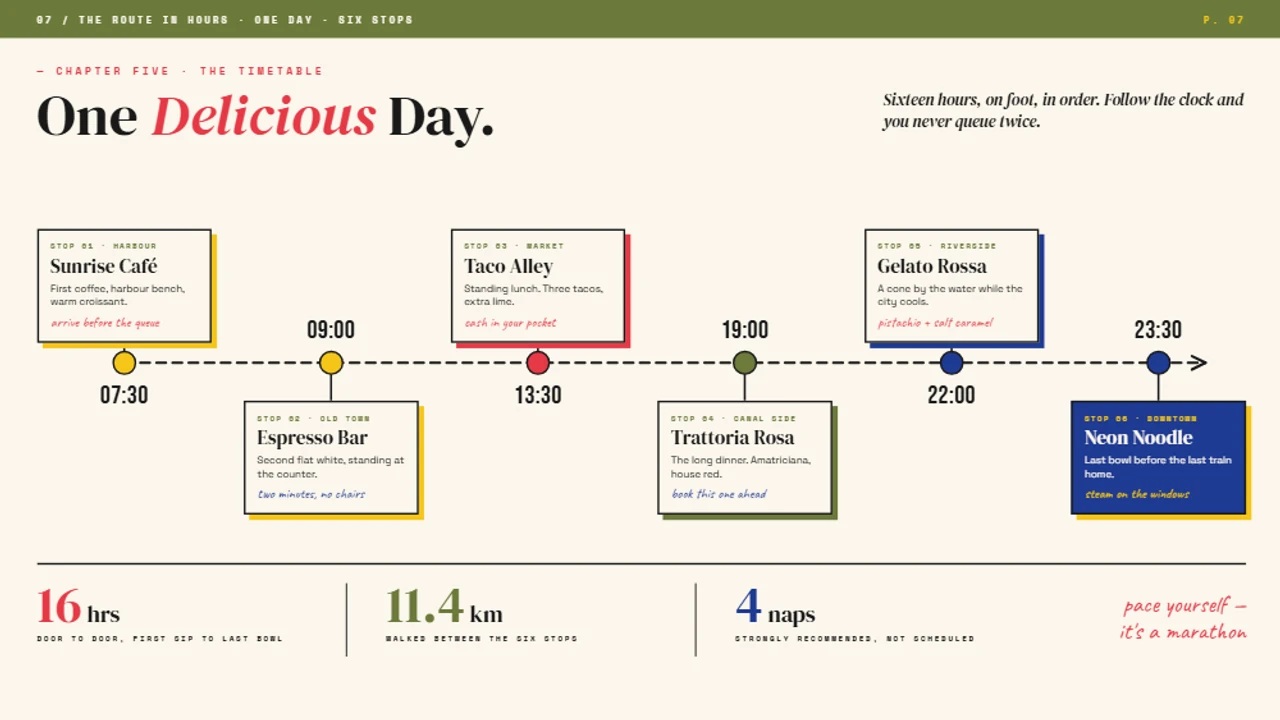 07 / THE ROUTE IN HOURS · ONE DAY · SIX STOPS
P. 07
— CHAPTER FIVE · THE TIMETABLE
One Delicious Day.
Sixteen hours, on foot, in order. Follow the clock and
you never queue twice.
STOP 01 · HARBOUR
Sunrise Café
First coffee, harbour bench,
warm croissant.
arrive before the queue
07:30
09:00
STOP 02 · OLD TOWN
Espresso Bar
Second flat white, standing at
the counter.
two minutes, no chairs
STOP 03 · MARKET
Taco Alley
Standing lunch. Three tacos,
extra lime.
cash in your pocket
13:30
19:00
STOP 04 · CANAL SIDE
Trattoria Rosa
The long dinner. Amatriciana,
house red.
book this one ahead
STOP 05 · RIVERSIDE
Gelato Rossa
A cone by the water while the
city cools.
pistachio + salt caramel
22:00
23:30
STOP 06 · DOWNTOWN
Neon Noodle
Last bowl before the last train
home.
steam on the windows
16 hrs
DOOR TO DOOR, FIRST SIP TO LAST BOWL
11.4 km
WALKED BETWEEN THE SIX STOPS
4 naps
STRONGLY RECOMMENDED, NOT SCHEDULED
pace yourself —
it's a marathon